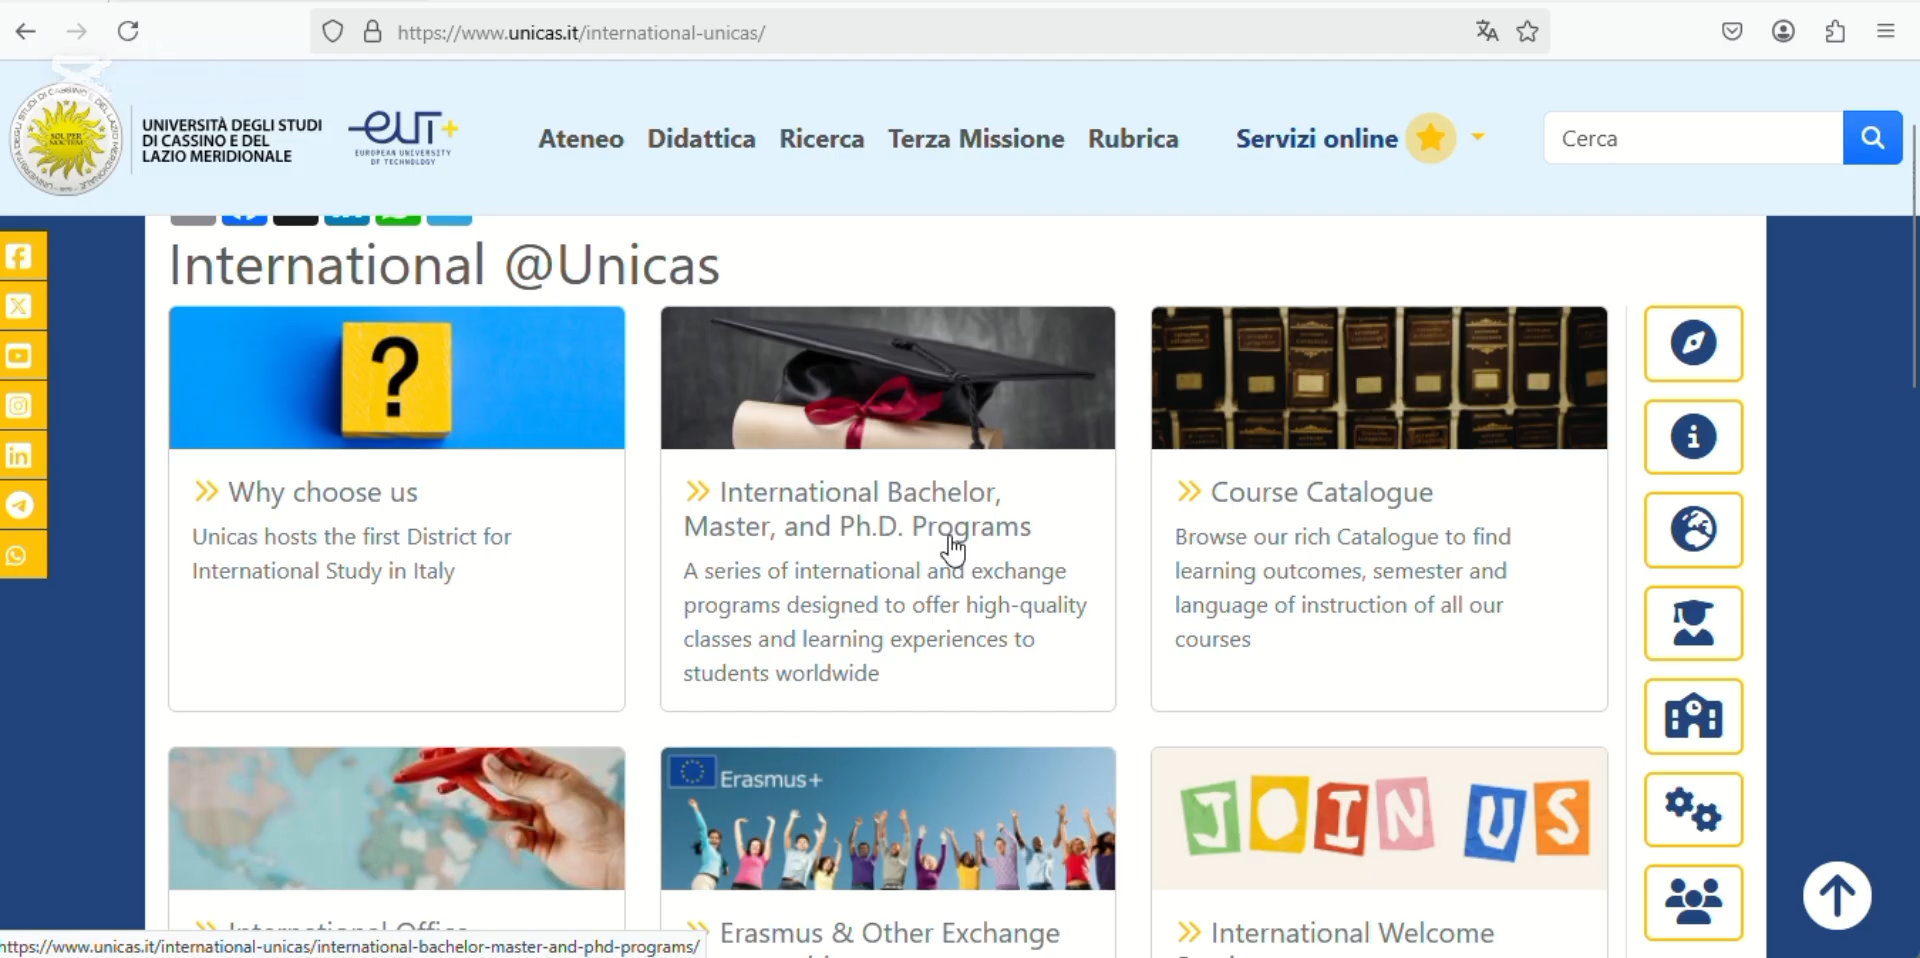 https://www.unicas.it/international-unicas/
UNIVERSITÀ DEGLI STUDI
DI CASSINO E DEL
LAZIO MERIDIONALE
EUT+
EUROPEAN UNIVERSITY
OF TECHNOLOGY
Ateneo Didattica Ricerca Terza Missione Rubrica Servizi online
Cerca
International @Unicas
?
Why choose us
Unicas hosts the first District for
International Study in Italy
International Bachelor,
Master, and Ph.D. Programs
A series of international and exchange
programs designed to offer high-quality
classes and learning experiences to
students worldwide
Course Catalogue
Browse our rich Catalogue to find
learning outcomes, semester and
language of instruction of all our
courses
Erasmus+
JOIN US
International Office
Erasmus & Other Exchange
International Welcome
https://www.unicas.it/international-unicas/international-bachelor-master-and-phd-programs/